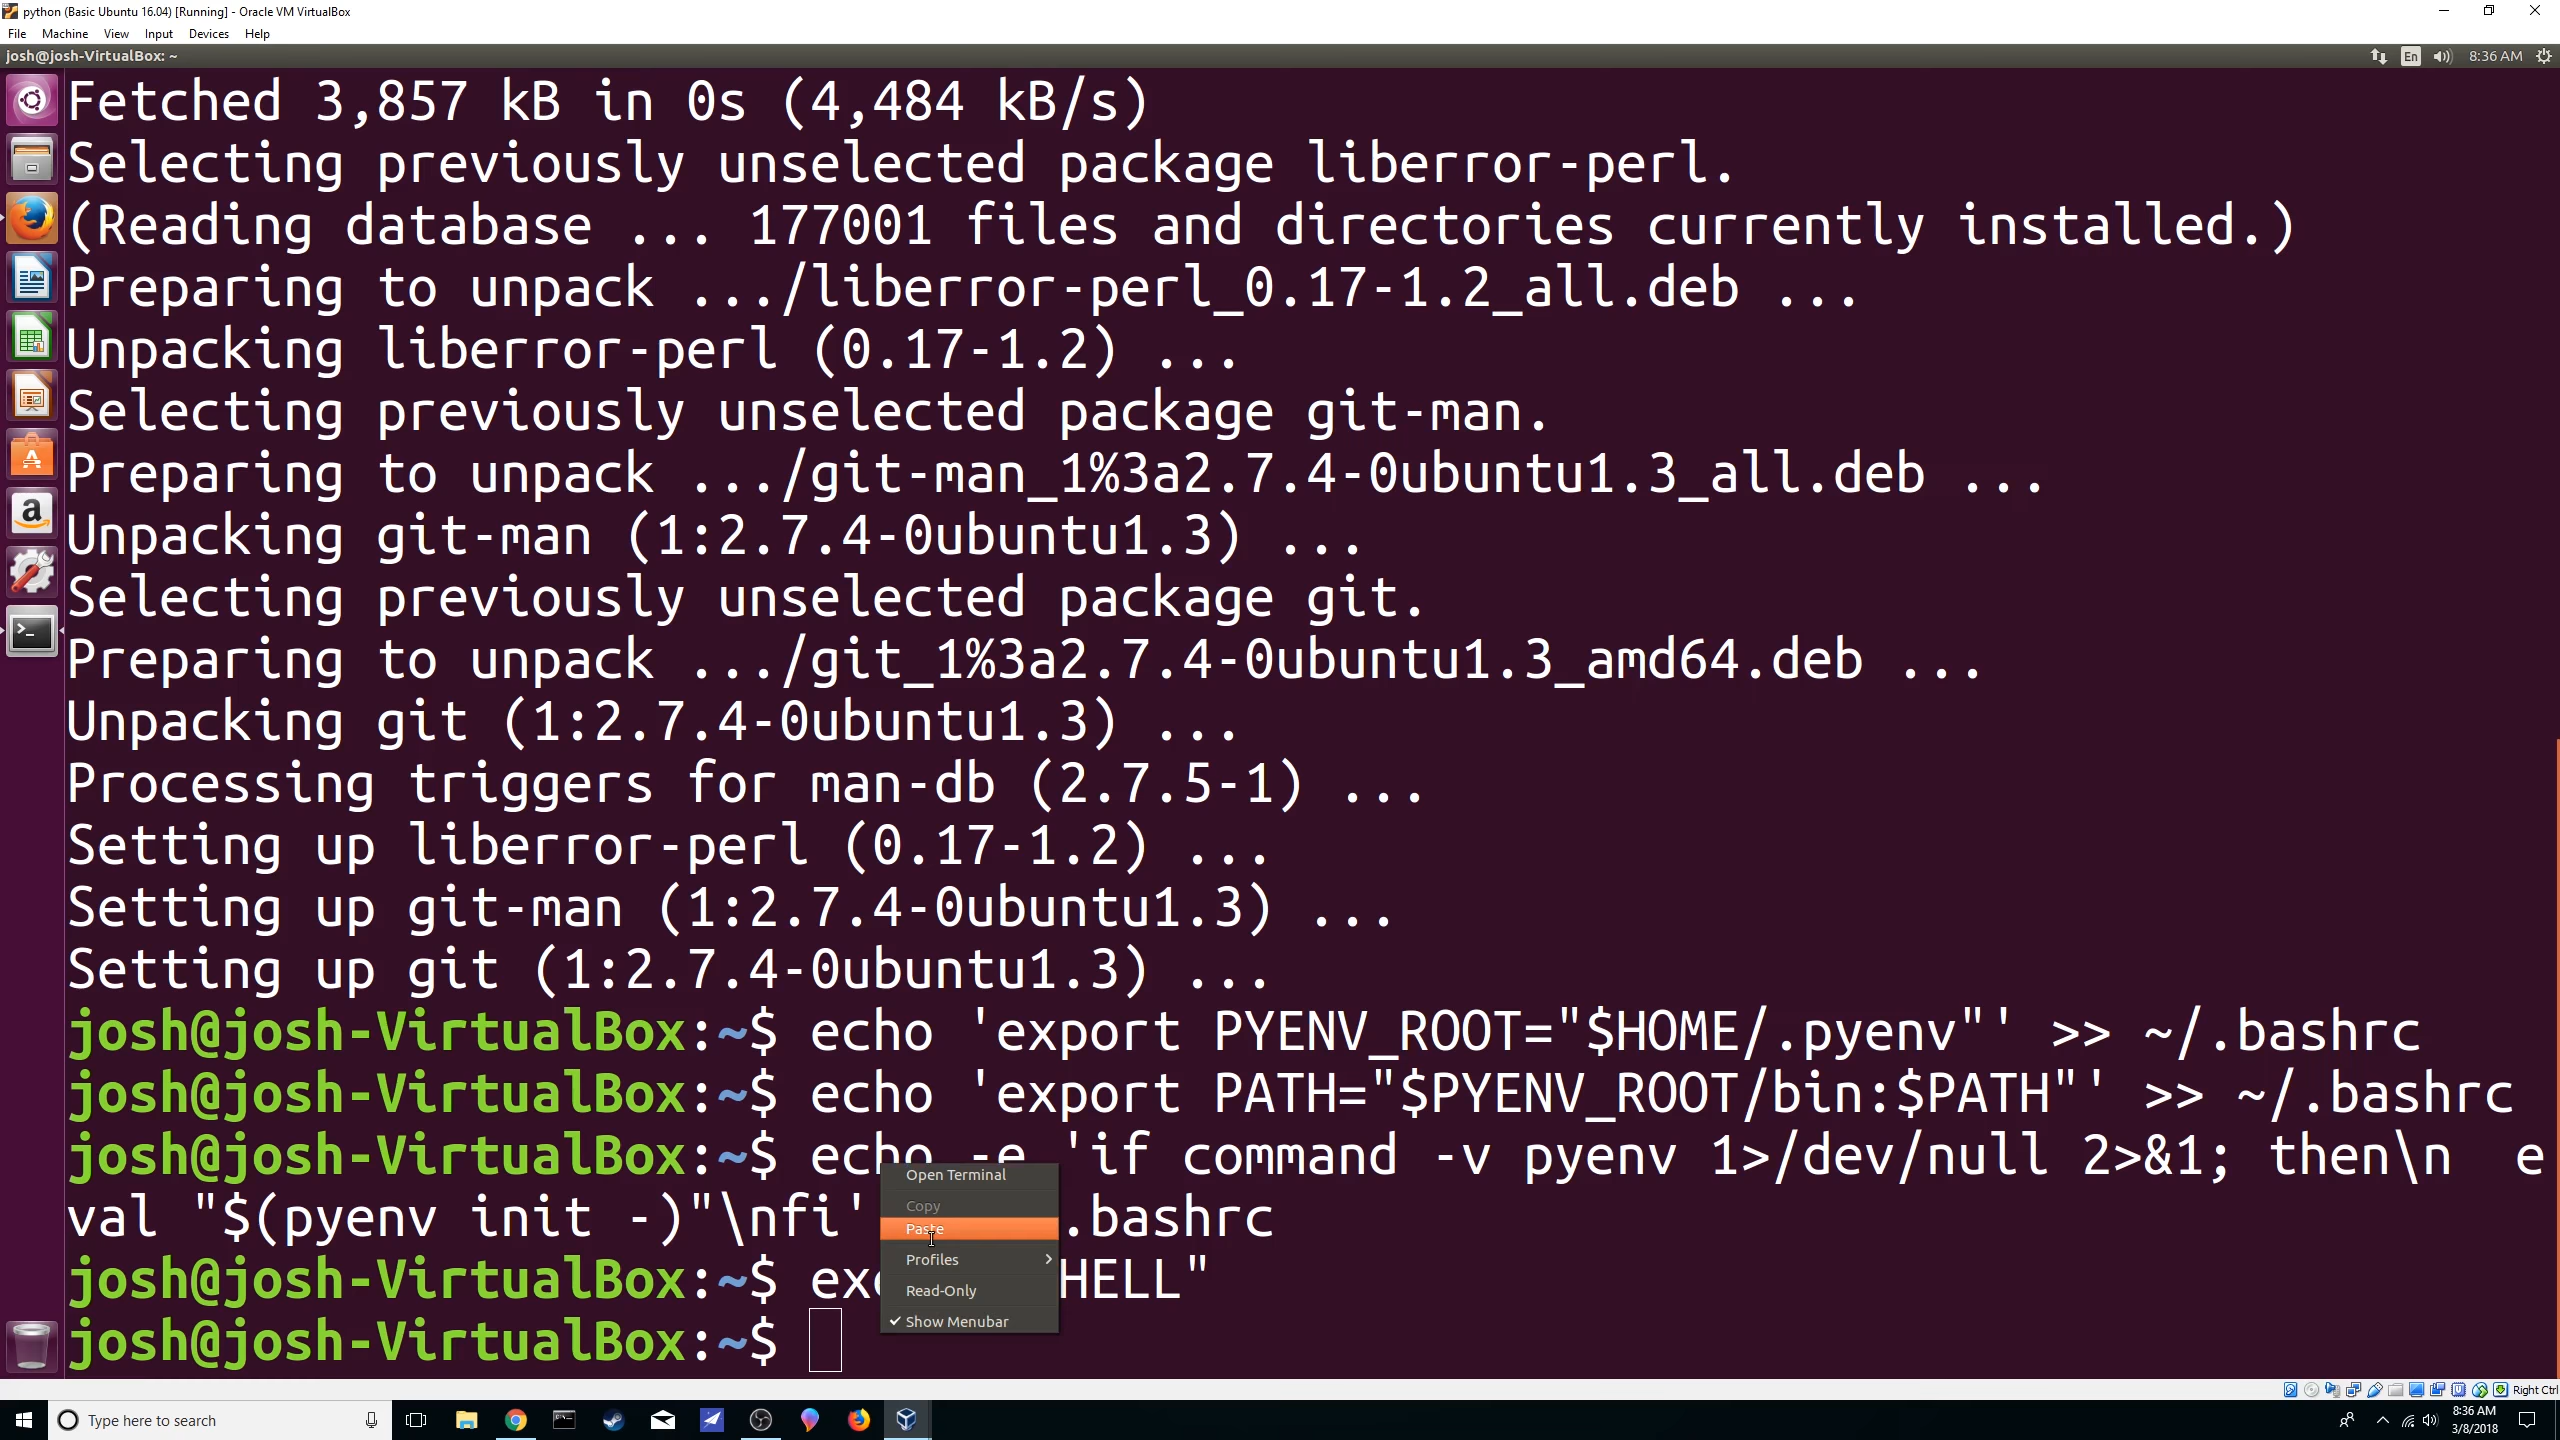 python (Basic Ubuntu 16.04) [Running] - Oracle VM VirtualBox
File Machine View Input Devices Help
josh@josh-VirtualBox: ~
En 8:36 AM
Fetched 3,857 kB in 0s (4,484 kB/s)
Selecting previously unselected package liberror-perl.
(Reading database ... 177001 files and directories currently installed.)
Preparing to unpack .../liberror-perl_0.17-1.2_all.deb ...
Unpacking liberror-perl (0.17-1.2) ...
Selecting previously unselected package git-man.
Preparing to unpack .../git-man_1%3a2.7.4-0ubuntu1.3_all.deb ...
Unpacking git-man (1:2.7.4-0ubuntu1.3) ...
Selecting previously unselected package git.
Preparing to unpack .../git_1%3a2.7.4-0ubuntu1.3_amd64.deb ...
Unpacking git (1:2.7.4-0ubuntu1.3) ...
Processing triggers for man-db (2.7.5-1) ...
Setting up liberror-perl (0.17-1.2) ...
Setting up git-man (1:2.7.4-0ubuntu1.3) ...
Setting up git (1:2.7.4-0ubuntu1.3) ...
josh@josh-VirtualBox:~$ echo 'export PYENV_ROOT="$HOME/.pyenv"' >> ~/.bashrc
josh@josh-VirtualBox:~$ echo 'export PATH="$PYENV_ROOT/bin:$PATH"' >> ~/.bashrc
josh@josh-VirtualBox:~$ echo -e 'if command -v pyenv 1>/dev/null 2>&1; then\n  e
val "$(pyenv init -)"\nfi' .bashrc
josh@josh-VirtualBox:~$ exe HELL"
josh@josh-VirtualBox:~$
Open Terminal
Copy
Paste
Profiles
Read-Only
Show Menubar
Right Ctrl
Type here to search
8:36 AM
3/8/2018